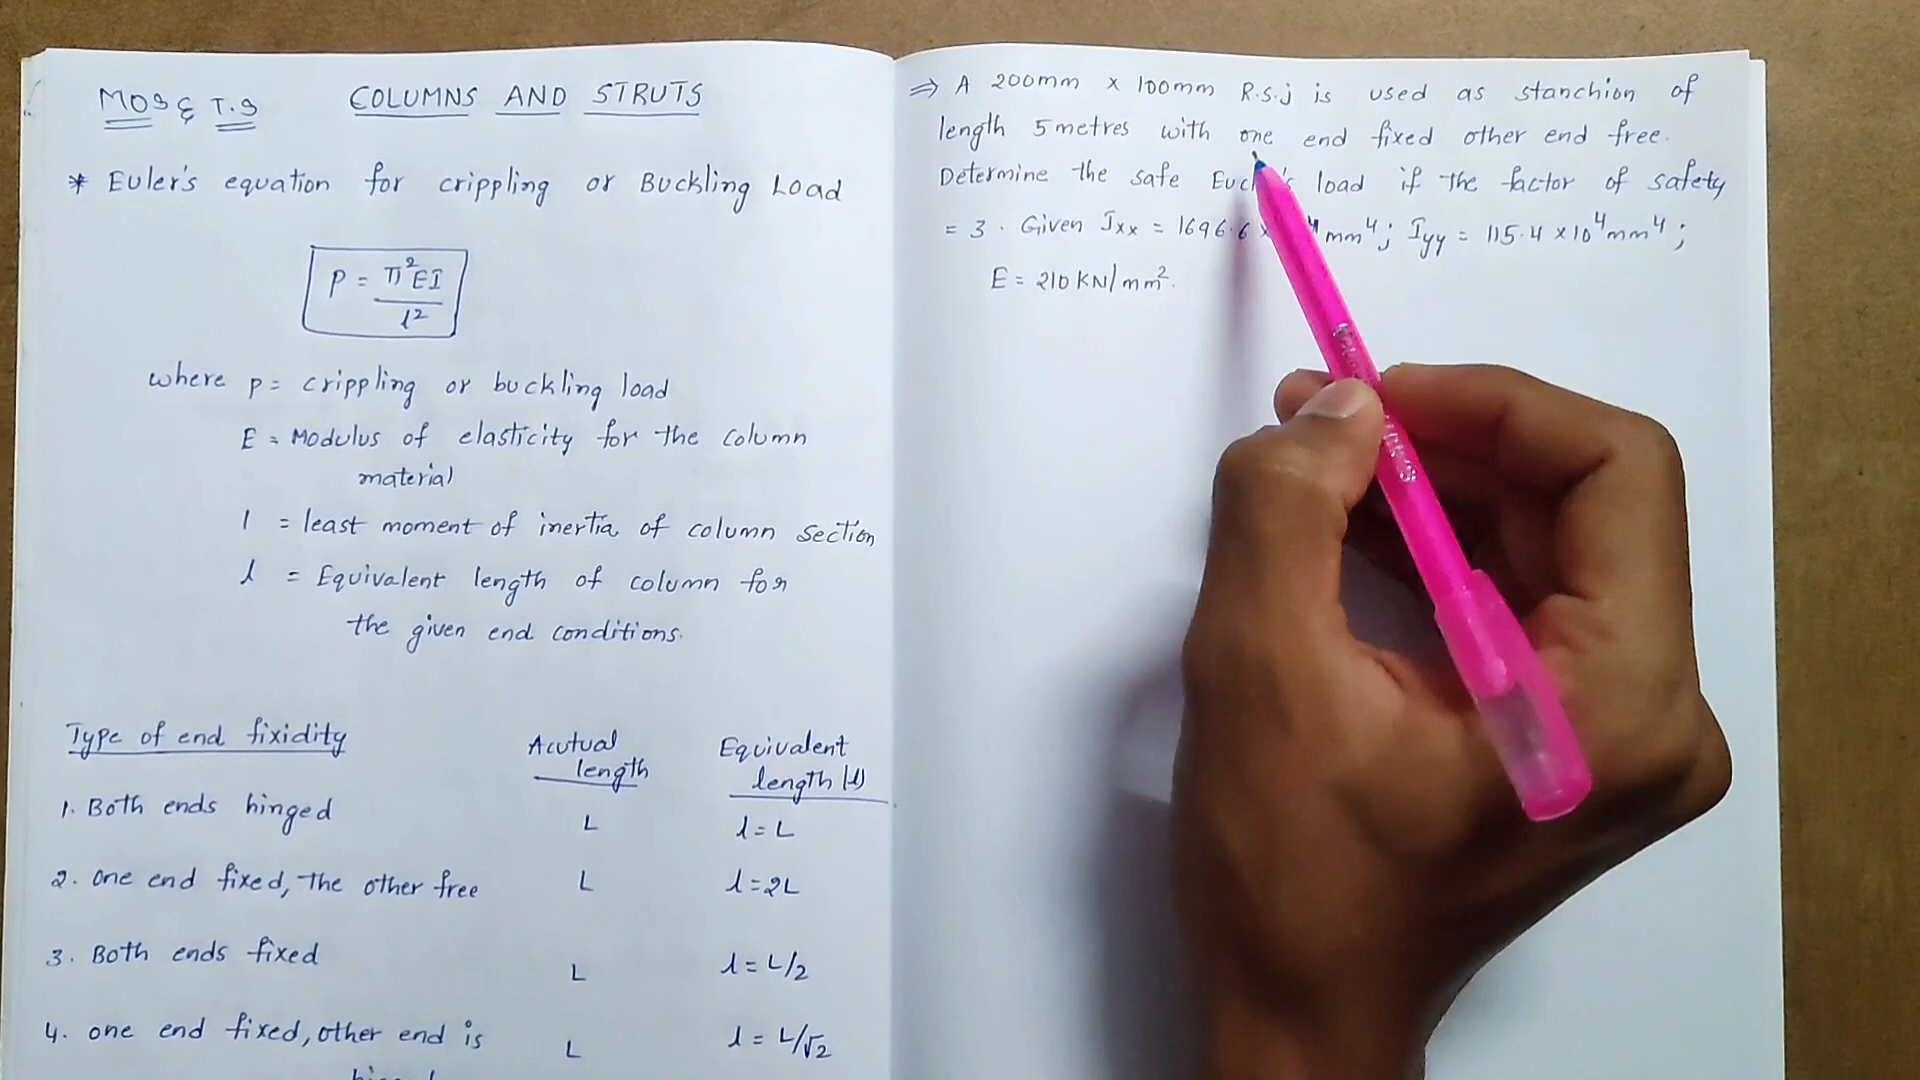 MOS & T.S COLUMNS AND STRUTS
* Euler's equation for crippling or Buckling Load
P = π²EI / l²
where P = crippling or buckling load
E = Modulus of elasticity for the column
material
I = least moment of inertia of column section
l = Equivalent length of column for
the given end conditions.
Type of end fixidity Acutual length Equivalent length (l)
1. Both ends hinged L l = L
2. one end fixed, the other free L l = 2L
3. Both ends fixed L l = L/2
4. one end fixed, other end is L l = L/√2
⇒ A 200mm x 100mm R.S.j is used as stanchion of
length 5 metres with one end fixed other end free.
Determine the safe load if the factor of safety
= 3. Given Ixx = 1696.6 x mm⁴; Iyy = 115.4 x10⁴mm⁴;
E = 210 KN/mm².